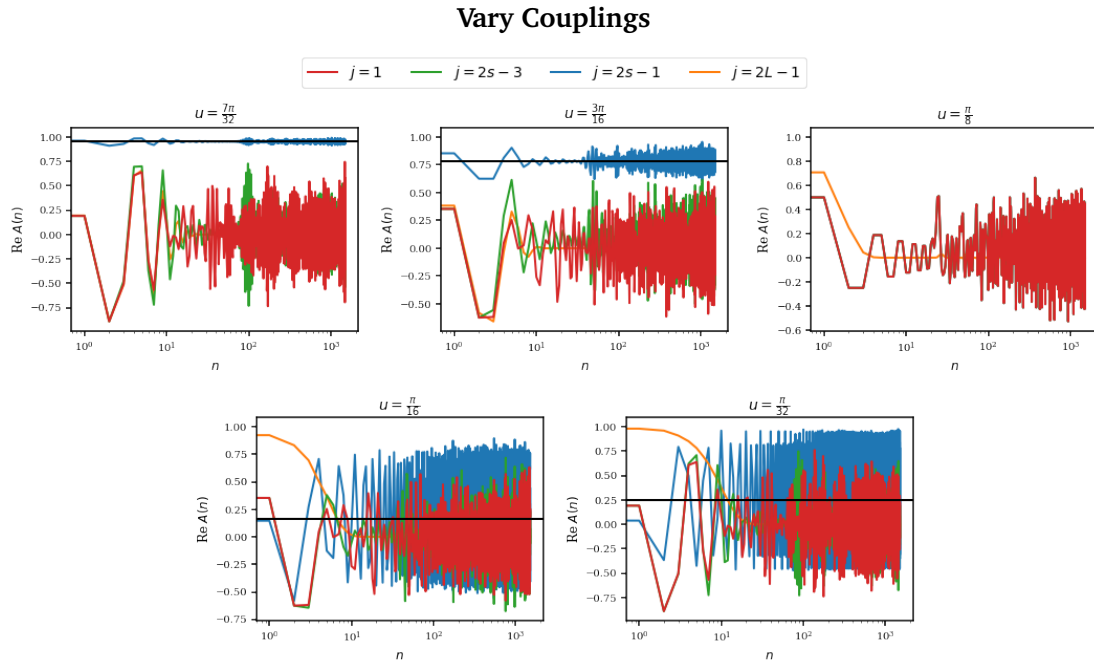 Vary Couplings
j = 1 j = 2s − 3 j = 2s − 1 j = 2L − 1
u = 7π/32
Re A(n)
1.00
0.75
0.50
0.25
0.00
−0.25
−0.50
−0.75
10⁰ 10¹ 10² 10³
n
u = 3π/16
Re A(n)
1.00
0.75
0.50
0.25
0.00
−0.25
−0.50
10⁰ 10¹ 10² 10³
n
u = π/8
Re A(n)
1.0
0.8
0.6
0.4
0.2
0.0
−0.2
−0.4
−0.6
10⁰ 10¹ 10² 10³
n
u = π/16
Re A(n)
1.00
0.75
0.50
0.25
0.00
−0.25
−0.50
−0.75
10⁰ 10¹ 10² 10³
n
u = π/32
Re A(n)
1.00
0.75
0.50
0.25
0.00
−0.25
−0.50
−0.75
10⁰ 10¹ 10² 10³
n